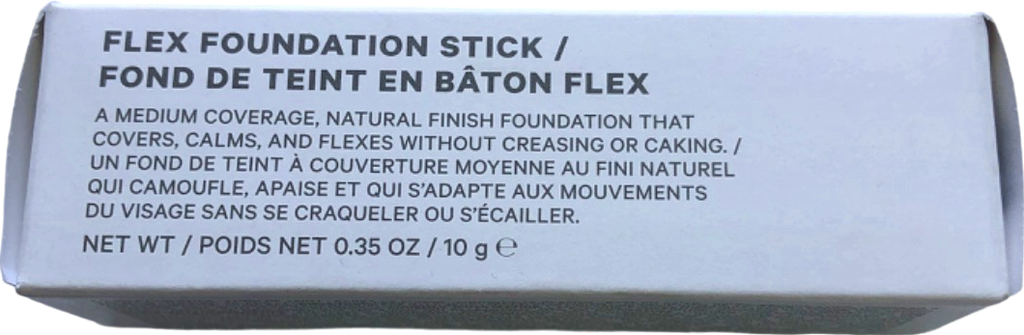 FLEX FOUNDATION STICK /
FOND DE TEINT EN BÂTON FLEX
A MEDIUM COVERAGE, NATURAL FINISH FOUNDATION THAT
COVERS, CALMS, AND FLEXES WITHOUT CREASING OR CAKING. /
UN FOND DE TEINT À COUVERTURE MOYENNE AU FINI NATUREL
QUI CAMOUFLE, APAISE ET QUI S'ADAPTE AUX MOUVEMENTS
DU VISAGE SANS SE CRAQUELER OU S'ÉCAILLER.
NET WT / POIDS NET 0.35 OZ / 10 g ℮